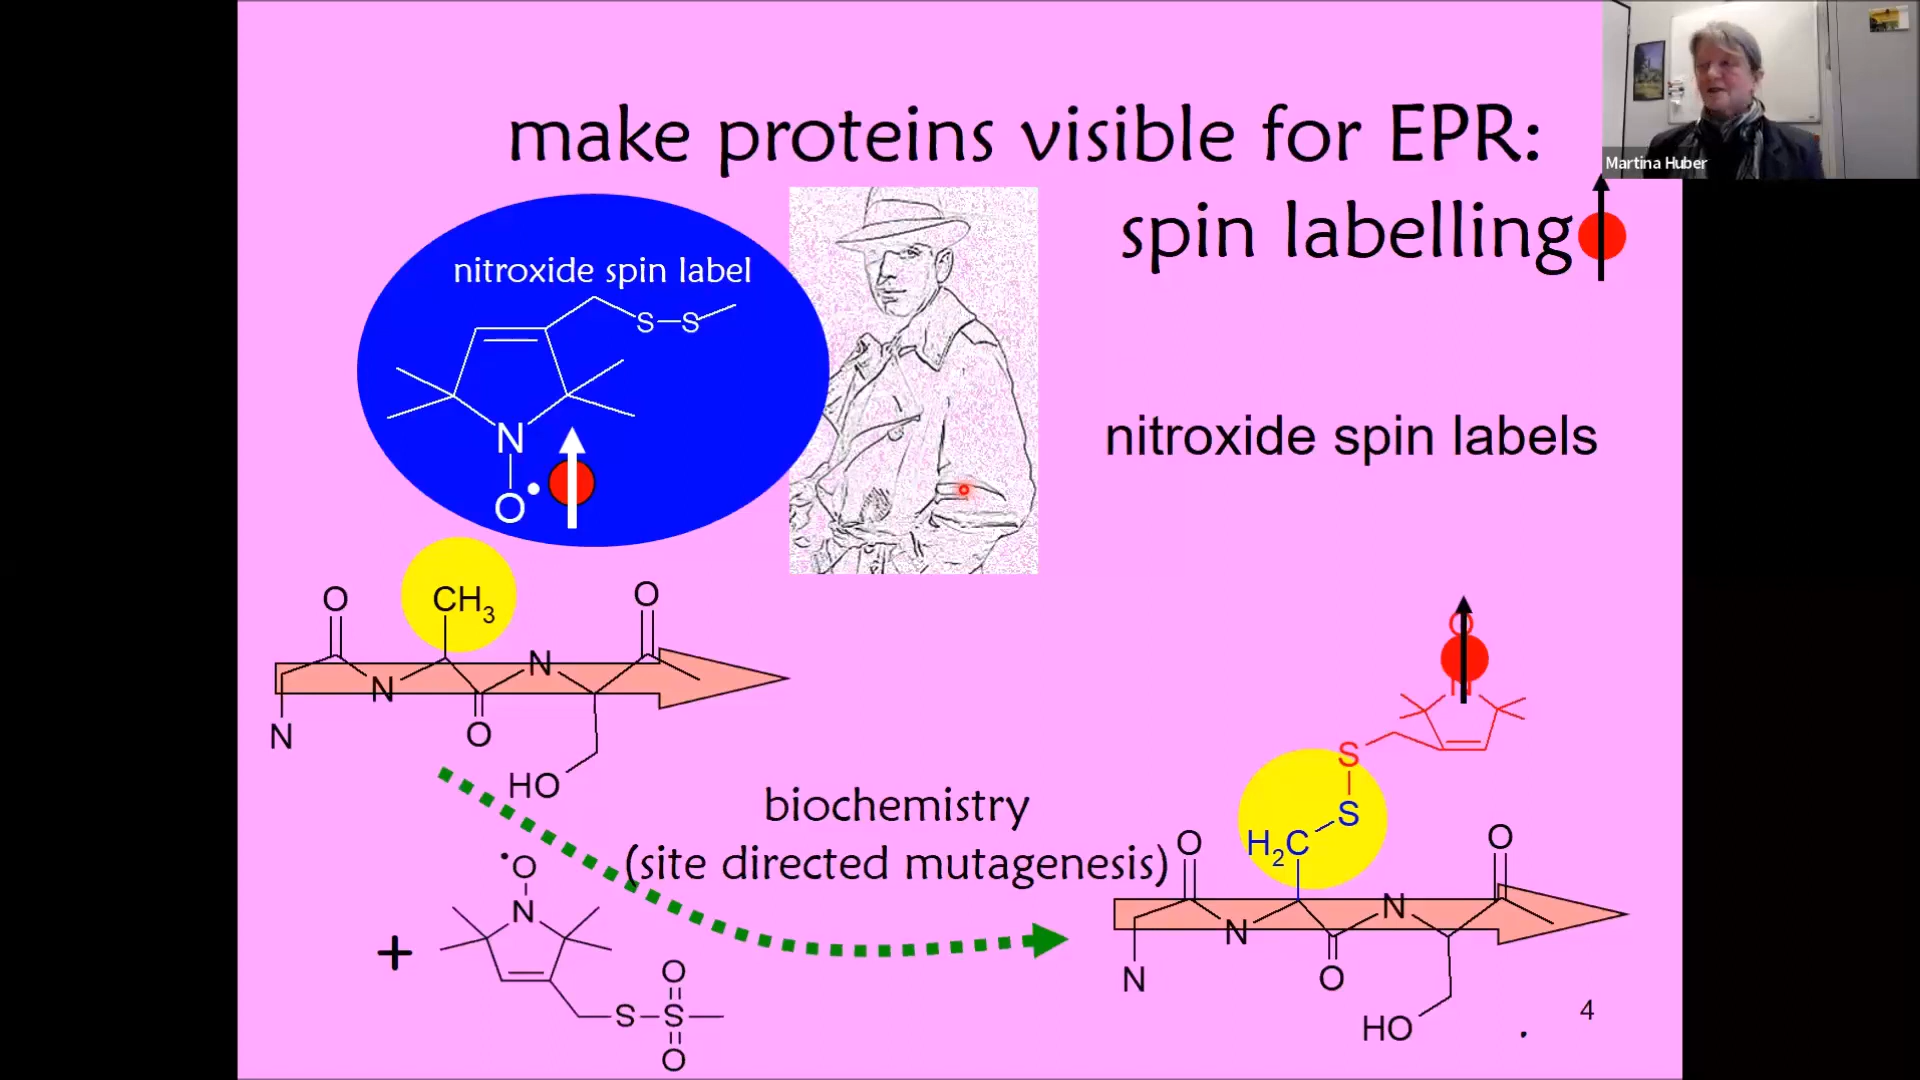 make proteins visible for EPR:
spin labelling
Martina Huber
nitroxide spin label
S–S
N
O•
nitroxide spin labels
O
CH3
O
N
N
O
N
HO
O
S
S
H2C
biochemistry
(site directed mutagenesis)
•O
N
+
O
S–S
O
O
O
N
N
O
N
HO
4
.